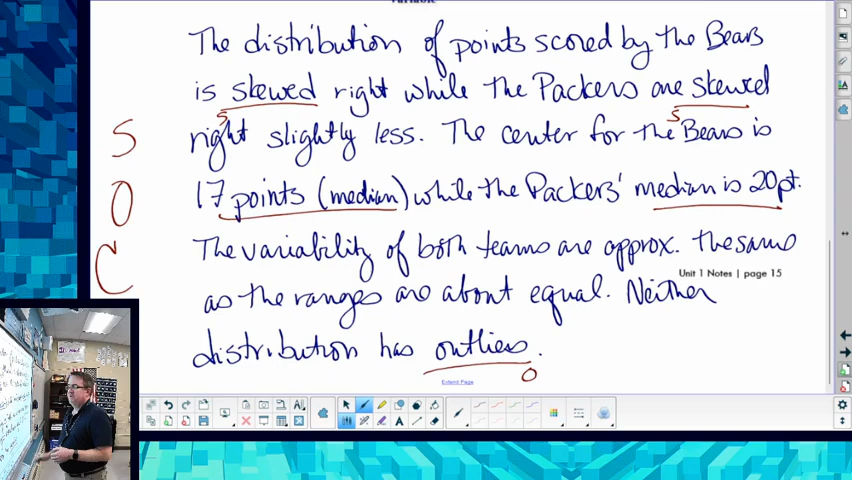 Variable
The distribution of points scored by the Bears
is skewed right while the Packers are skewed
S
S
right slightly less. The center for the Bears is
S
17 points (median) while the Packers' median is 20pt.
O
The variability of both teams are approx. the same
C
Unit 1 Notes | page 15
as the ranges are about equal. Neither
distribution has outliers.
O
Extend Page